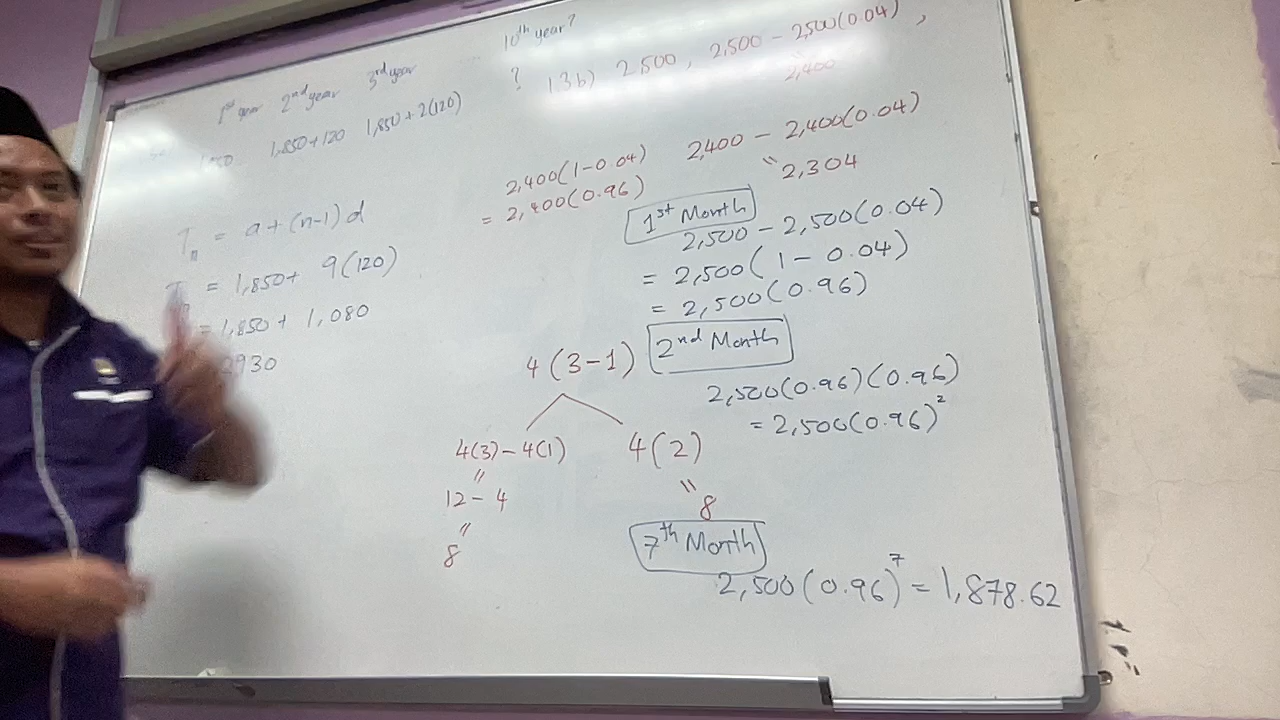 10th year?
1st year 2nd year 3rd year ?
1,850+120 1,850+2(120)
Tn = a+(n-1)d
= 1,850+ 9(120)
= 1,850+ 1,080
2930
13b) 2500, 2,500 - 2,500(0.04),
2,400
2,400(1-0.04) 2,400 - 2,400(0.04)
= 2,400(0.96) " 2,304
1st Month
2,500 - 2,500(0.04)
= 2,500(1-0.04)
= 2,500(0.96)
4(3-1) 2nd Month
2,500(0.96)(0.96)
= 2,500(0.96)²
4(3)-4(1) 4(2)
" "
12-4 8
"
8
7th Month
2,500(0.96)⁷ = 1,878.62